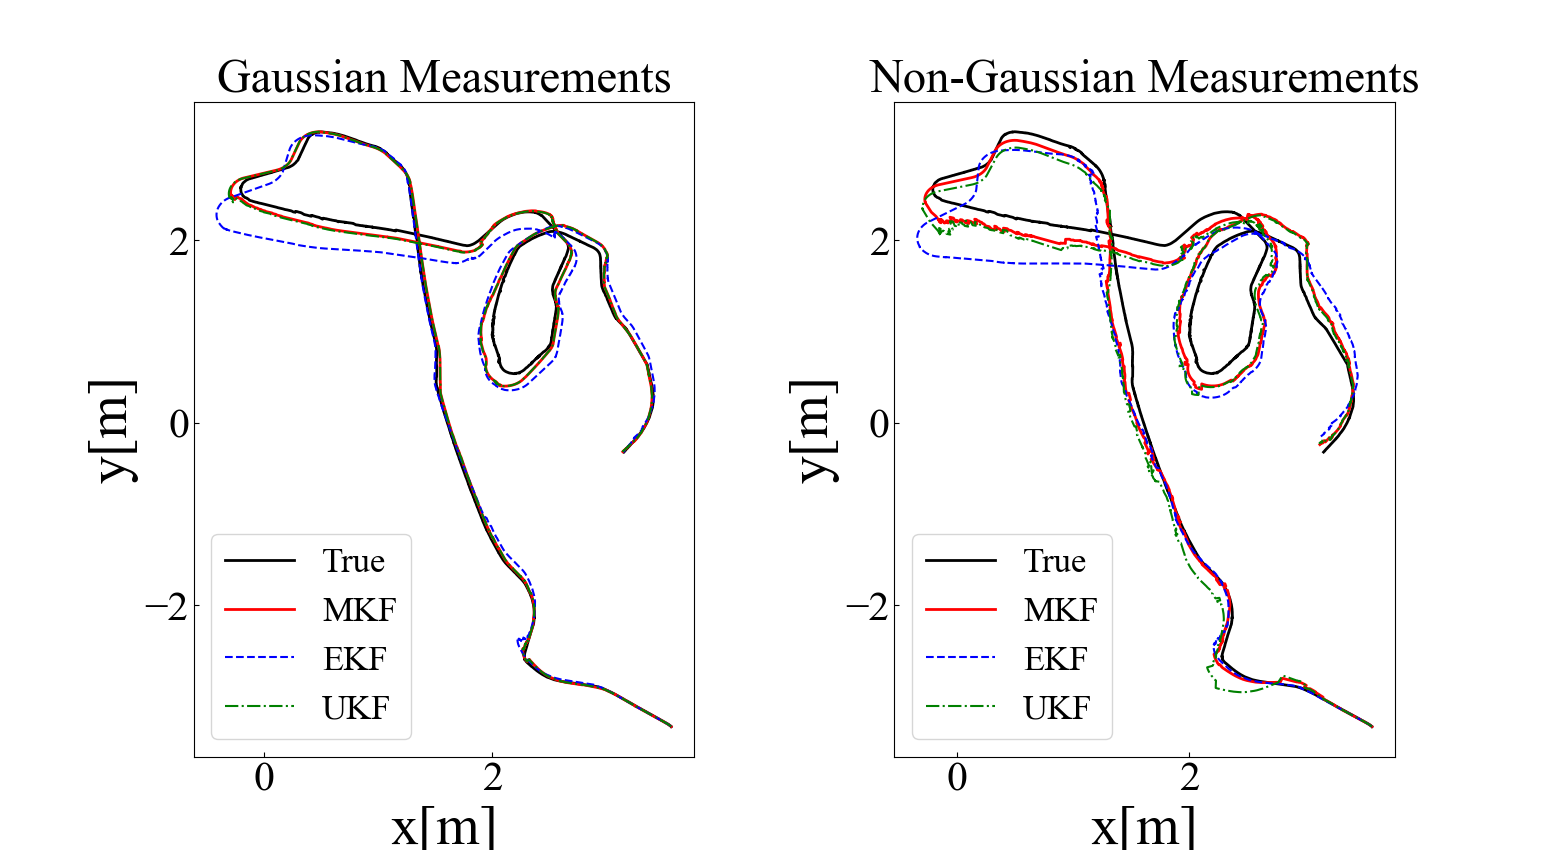 Gaussian Measurements
Non-Gaussian Measurements
y[m]
2
0
−2
True
MKF
EKF
UKF
0
2
x[m]
y[m]
2
0
−2
True
MKF
EKF
UKF
0
2
x[m]